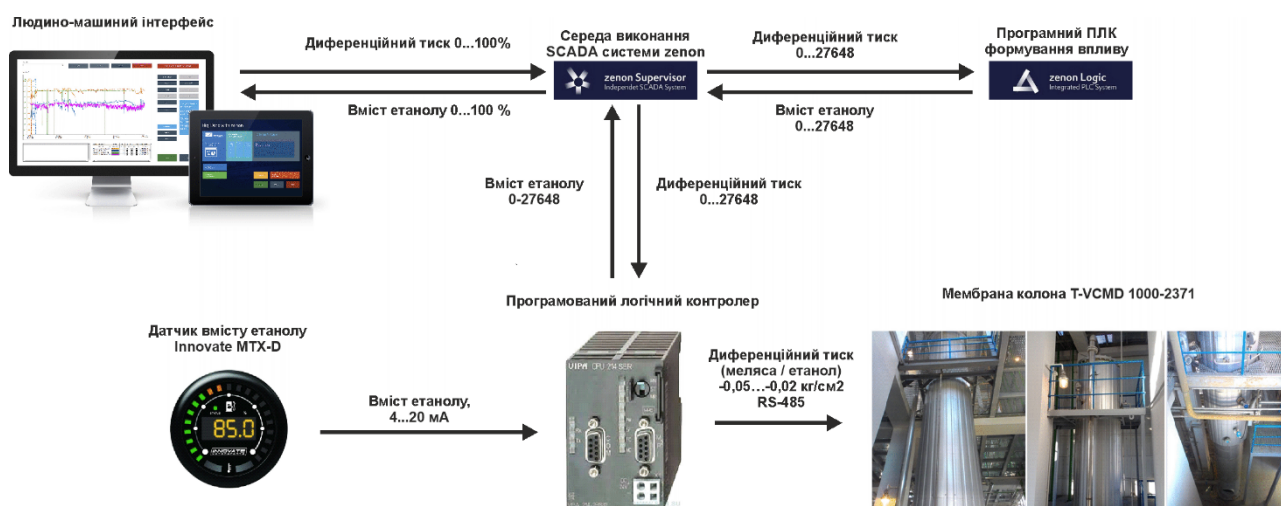 Людино-машиний інтерфейс
Диференційний тиск 0...100%
Вміст етанолу 0...100 %
Середа виконання
SCADA системи zenon
zenon Supervisor
Independet SCADA System
Диференційний тиск
0...27648
Вміст етанолу
0...27648
Програмний ПЛК
формування впливу
zenon Logic
Integrated PLC System
Вміст етанолу
0-27648
Диференційний тиск
0...27648
Датчик вмісту етанолу
Innovate MTX-D
85.0
INNOVATE
Вміст етанолу,
4...20 мА
Програмований логічний контролер
VIPA CPU 214 SER
Диференційний тиск
(меляса / етанол)
-0,05...-0,02 кг/см2
RS-485
Мембрана колона T-VCMD 1000-2371